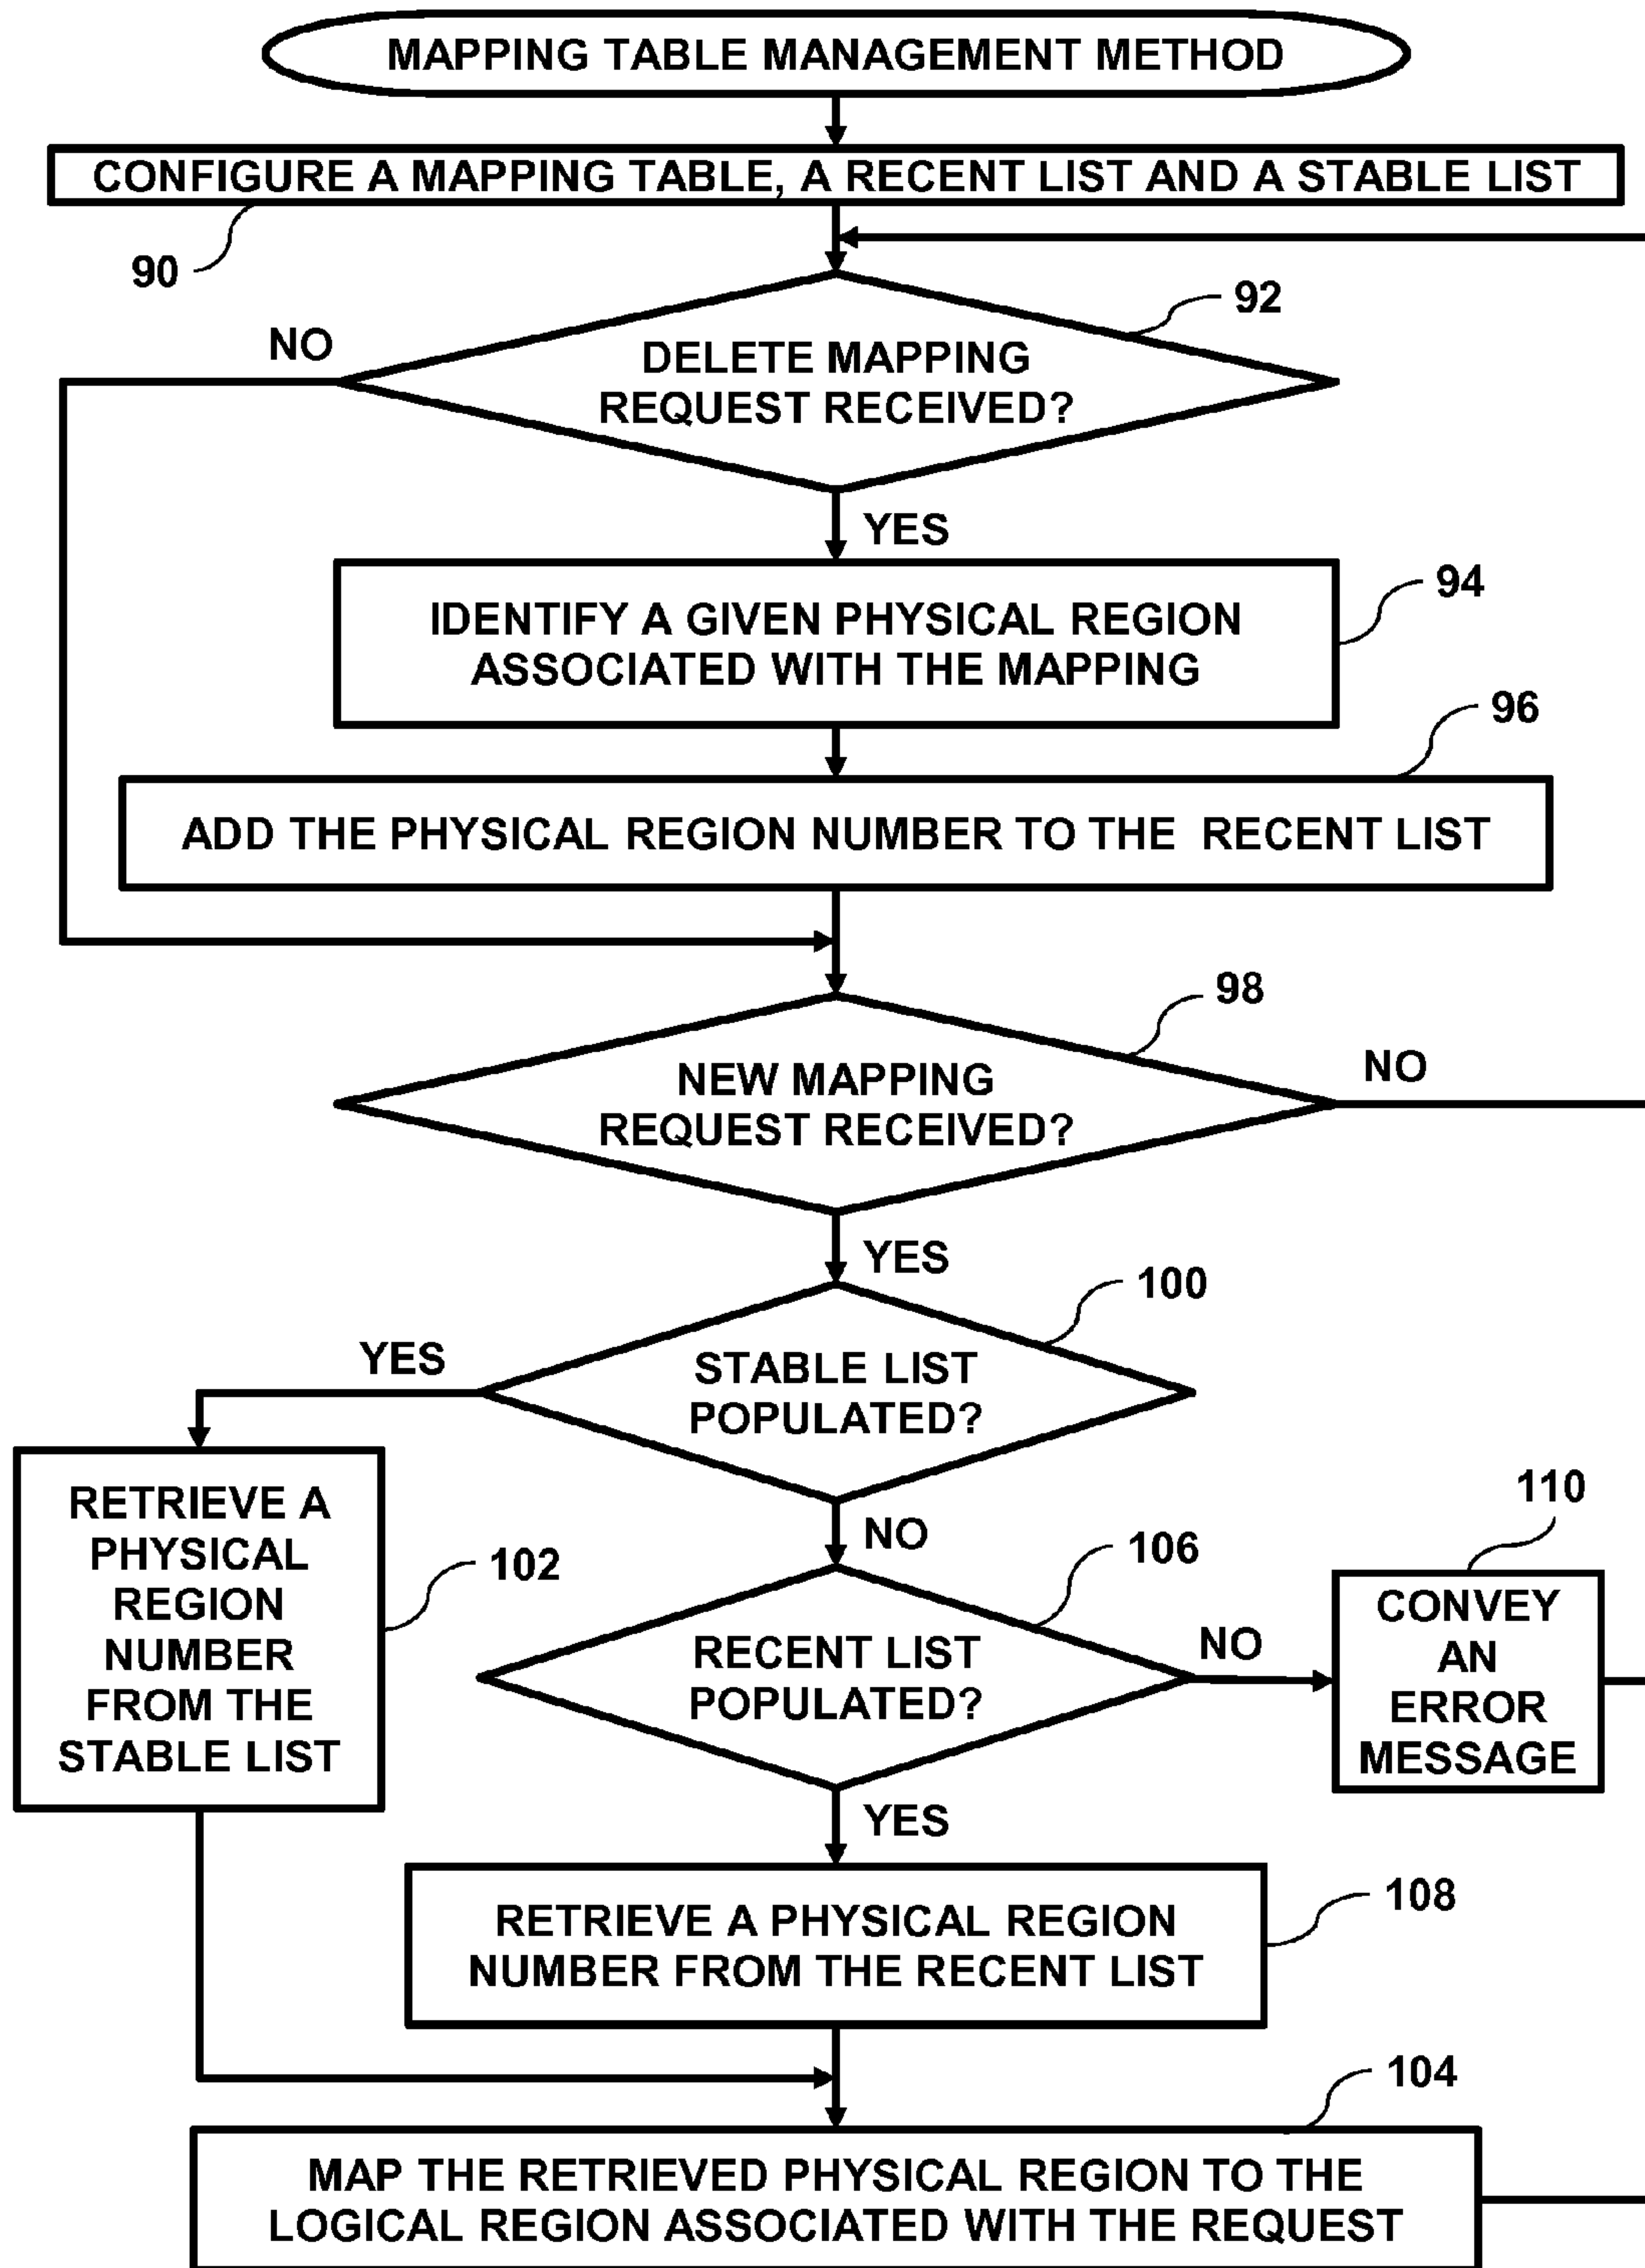 MAPPING TABLE MANAGEMENT METHOD
CONFIGURE A MAPPING TABLE, A RECENT LIST AND A STABLE LIST
90
92
NO
DELETE MAPPING
REQUEST RECEIVED?
YES
94
IDENTIFY A GIVEN PHYSICAL REGION
ASSOCIATED WITH THE MAPPING
96
ADD THE PHYSICAL REGION NUMBER TO THE RECENT LIST
98
NEW MAPPING
REQUEST RECEIVED?
NO
YES
100
STABLE LIST
POPULATED?
YES
RETRIEVE A
PHYSICAL
REGION
NUMBER
FROM THE
STABLE LIST
102
NO
106
RECENT LIST
POPULATED?
NO
110
CONVEY
AN
ERROR
MESSAGE
YES
108
RETRIEVE A PHYSICAL REGION
NUMBER FROM THE RECENT LIST
104
MAP THE RETRIEVED PHYSICAL REGION TO THE
LOGICAL REGION ASSOCIATED WITH THE REQUEST